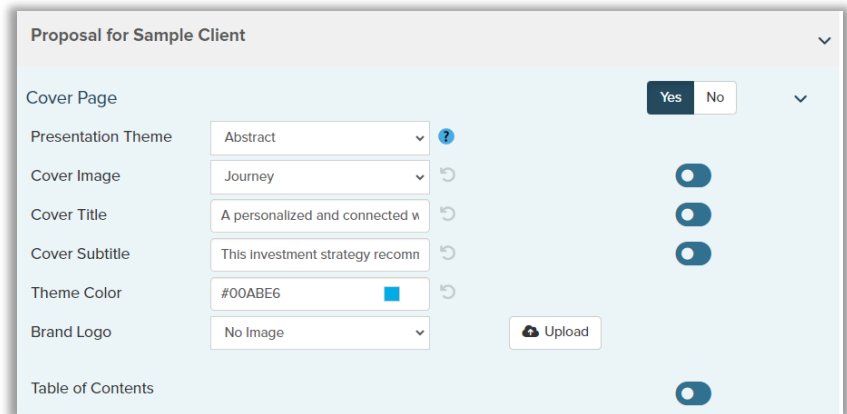 Proposal for Sample Client
Cover Page Yes No
Presentation Theme Abstract ?
Cover Image Journey
Cover Title A personalized and connected w
Cover Subtitle This investment strategy recomm
Theme Color #00ABE6
Brand Logo No Image Upload
Table of Contents